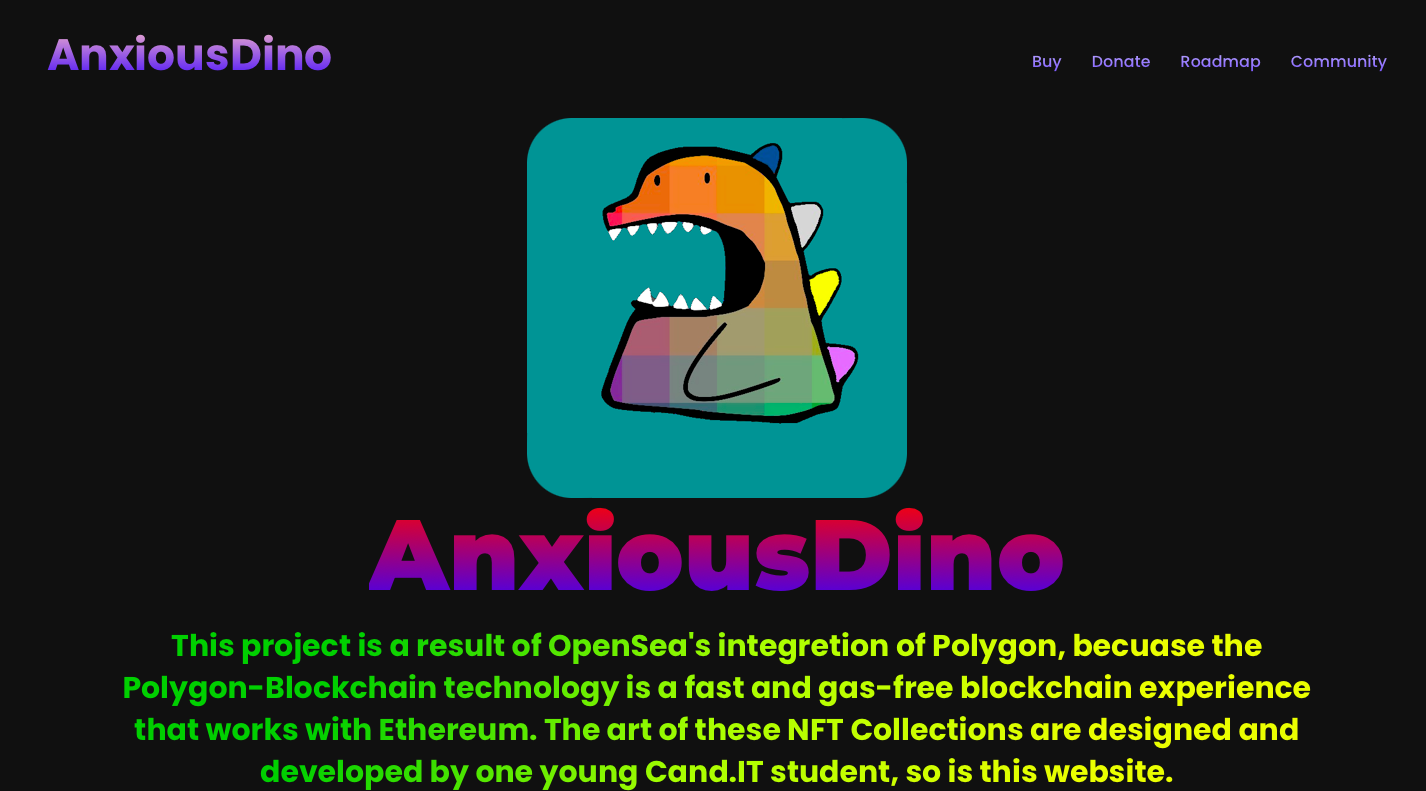 AnxiousDino
Buy Donate Roadmap Community
AnxiousDino
This project is a result of OpenSea's integretion of Polygon, becuase the
Polygon-Blockchain technology is a fast and gas-free blockchain experience
that works with Ethereum. The art of these NFT Collections are designed and
developed by one young Cand.IT student, so is this website.